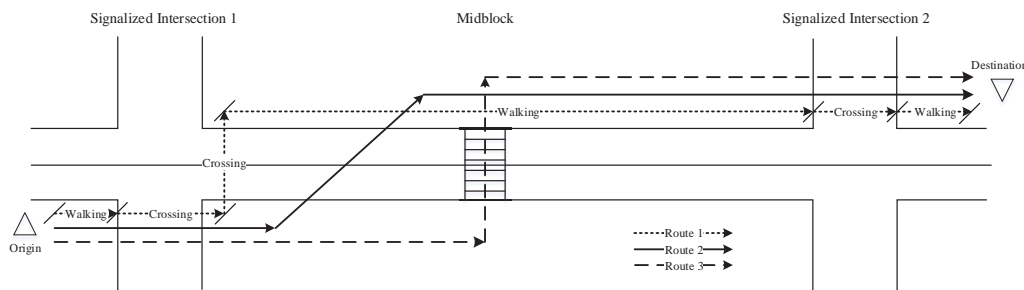 Signalized Intersection 1
Midblock
Signalized Intersection 2
Destination
Walking
Crossing
Walking
Crossing
Walking
Crossing
Origin
Route 1
Route 2
Route 3